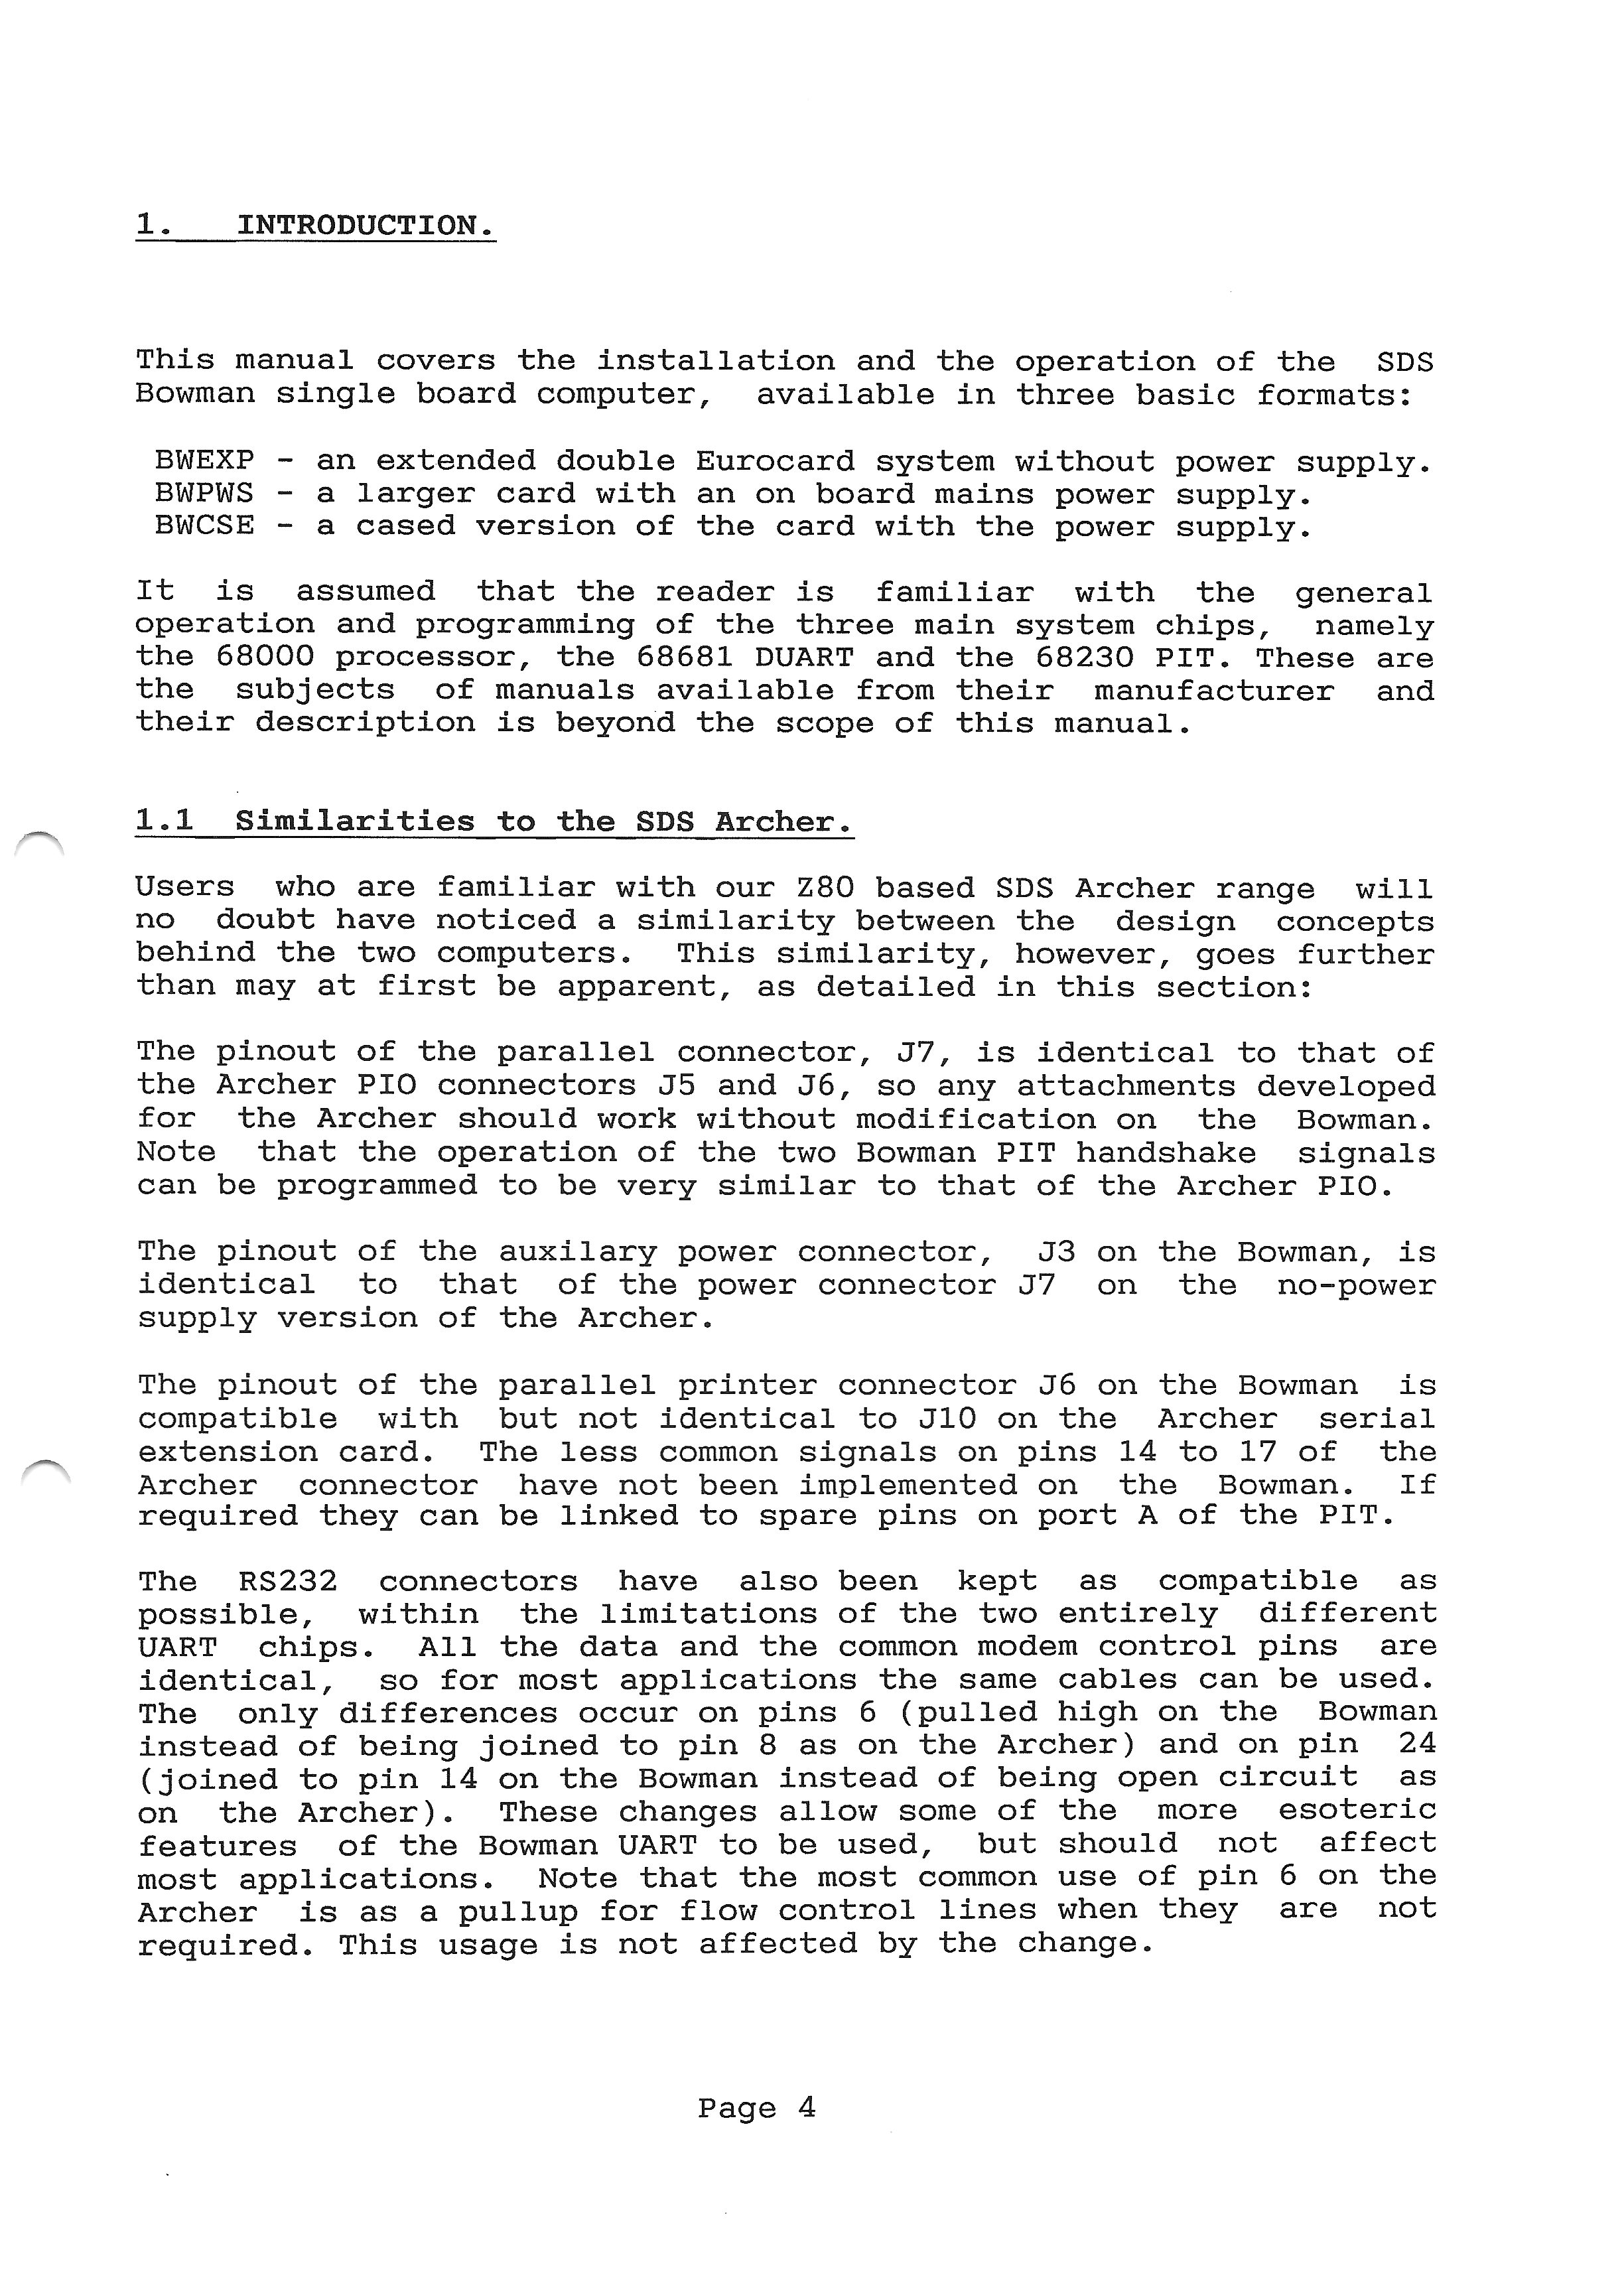 1. INTRODUCTION.
This manual covers the installation and the operation of the SDS
Bowman single board computer, available in three basic formats:
BWEXP - an extended double Eurocard system without power supply.
BWPWS - a larger card with an on board mains power supply.
BWCSE - a cased version of the card with the power supply.
It is assumed that the reader is familiar with the general
operation and programming of the three main system chips, namely
the 68000 processor, the 68681 DUART and the 68230 PIT. These are
the subjects of manuals available from their manufacturer and
their description is beyond the scope of this manual.
1.1 Similarities to the SDS Archer.
Users who are familiar with our Z80 based SDS Archer range will
no doubt have noticed a similarity between the design concepts
behind the two computers. This similarity, however, goes further
than may at first be apparent, as detailed in this section:
The pinout of the parallel connector, J7, is identical to that of
the Archer PIO connectors J5 and J6, so any attachments developed
for the Archer should work without modification on the Bowman.
Note that the operation of the two Bowman PIT handshake signals
can be programmed to be very similar to that of the Archer PIO.
The pinout of the auxilary power connector, J3 on the Bowman, is
identical to that of the power connector J7 on the no-power
supply version of the Archer.
The pinout of the parallel printer connector J6 on the Bowman is
compatible with but not identical to J10 on the Archer serial
extension card. The less common signals on pins 14 to 17 of the
Archer connector have not been implemented on the Bowman. If
required they can be linked to spare pins on port A of the PIT.
The RS232 connectors have also been kept as compatible as
possible, within the limitations of the two entirely different
UART chips. All the data and the common modem control pins are
identical, so for most applications the same cables can be used.
The only differences occur on pins 6 (pulled high on the Bowman
instead of being joined to pin 8 as on the Archer) and on pin 24
(joined to pin 14 on the Bowman instead of being open circuit as
on the Archer). These changes allow some of the more esoteric
features of the Bowman UART to be used, but should not affect
most applications. Note that the most common use of pin 6 on the
Archer is as a pullup for flow control lines when they are not
required. This usage is not affected by the change.
Page 4